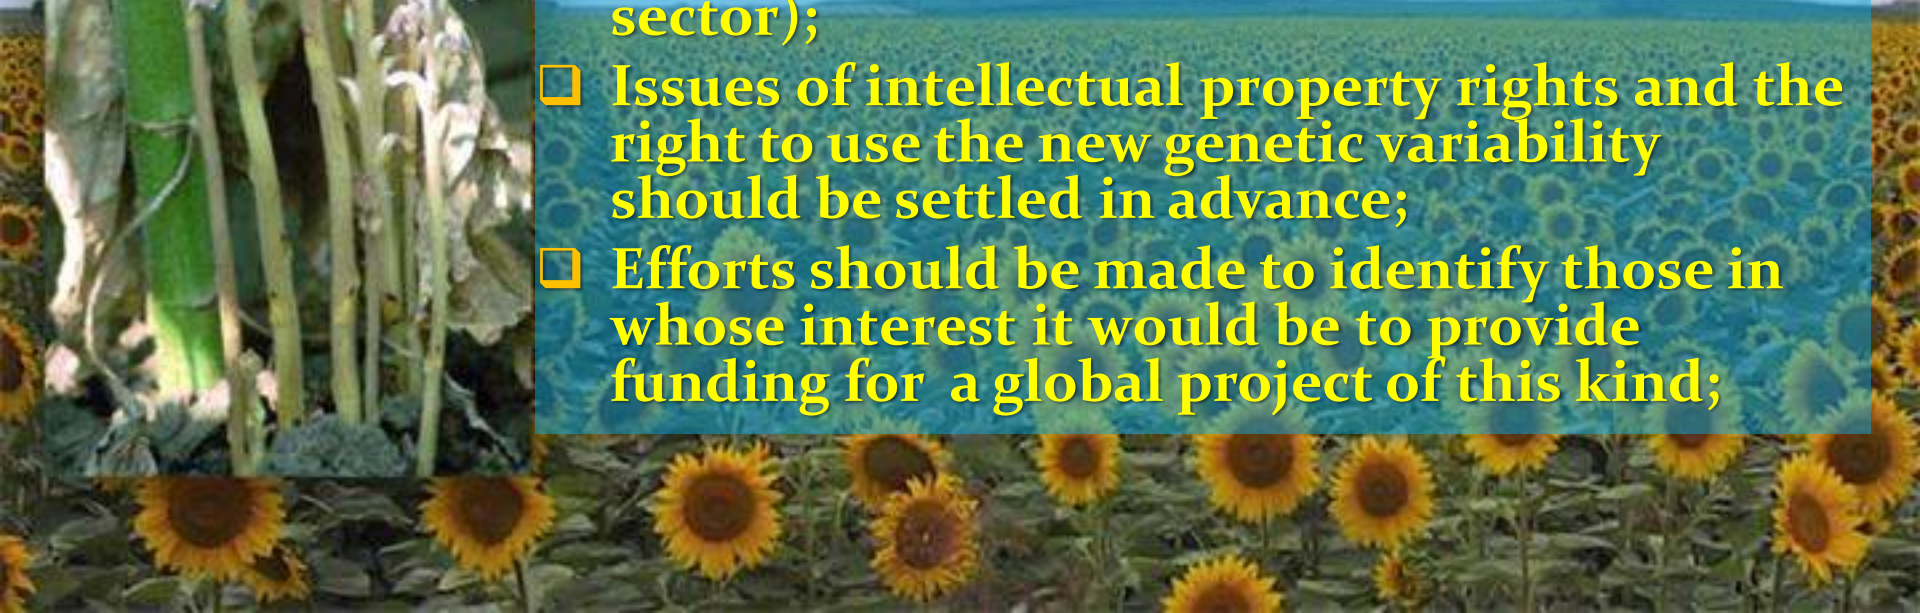 sector);
Issues of intellectual property rights and the
right to use the new genetic variability
should be settled in advance;
Efforts should be made to identify those in
whose interest it would be to provide
funding for  a global project of this kind;